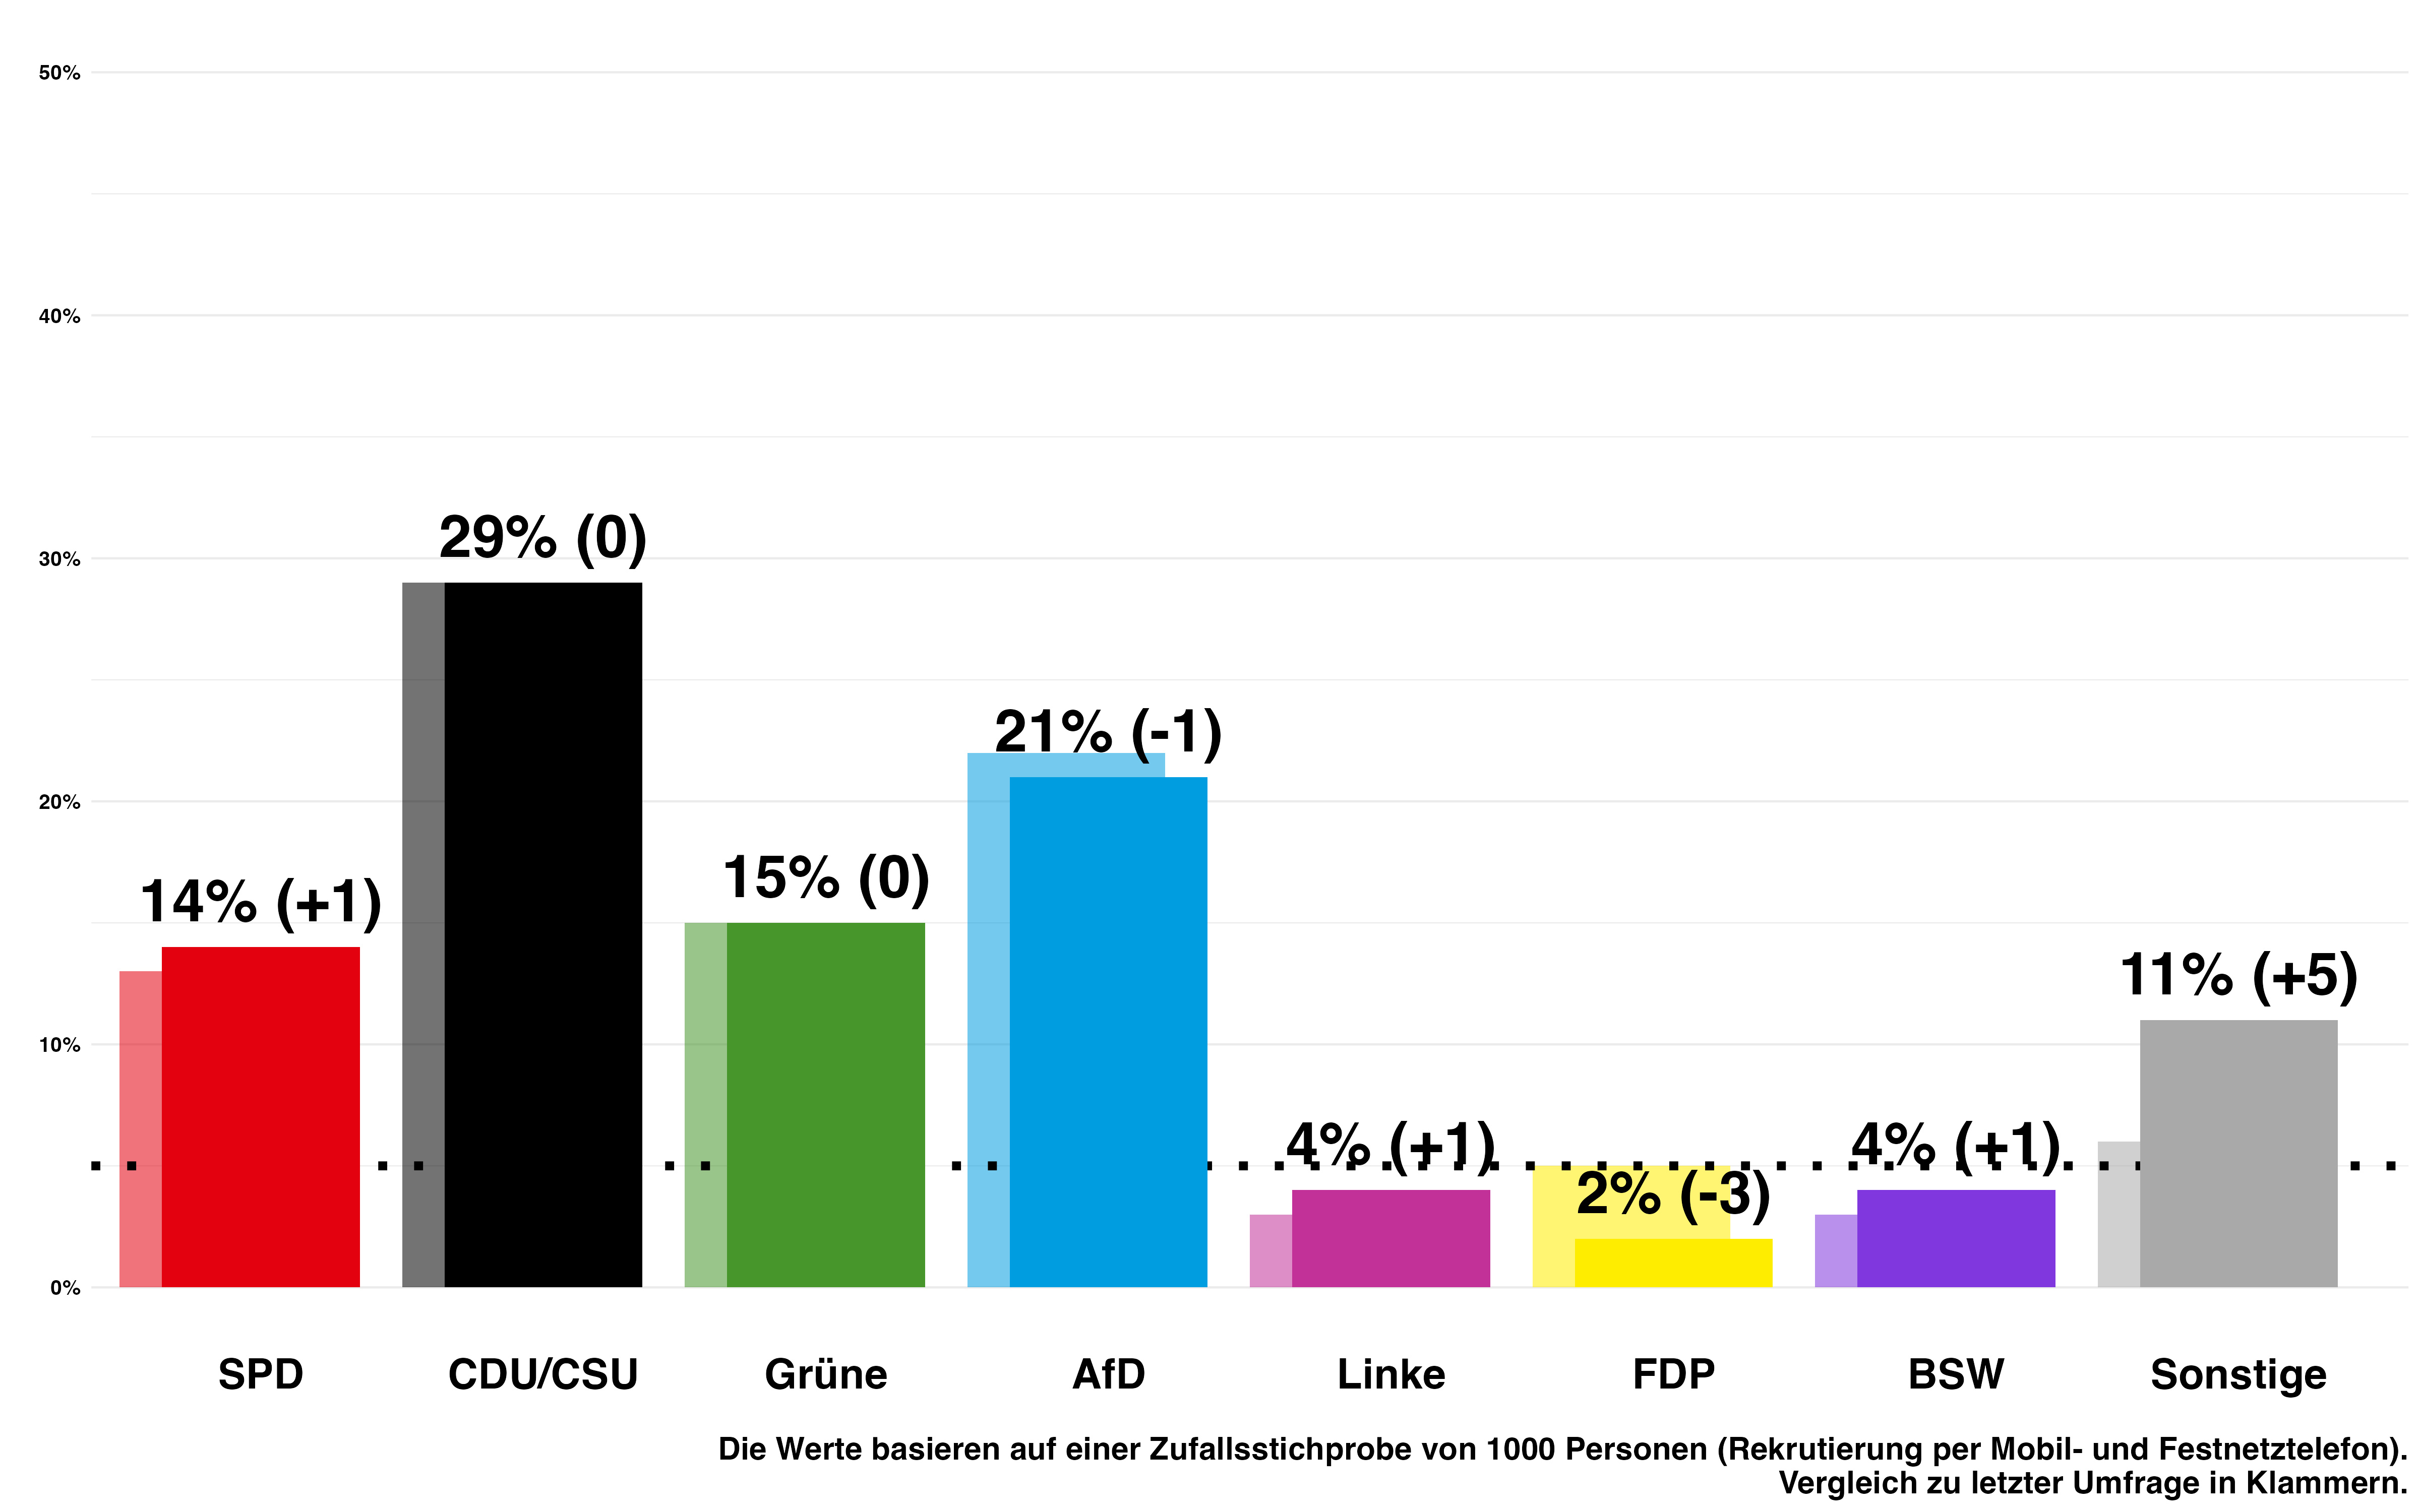 50%
40%
30%
20%
10%
0%
14% (+1)
29% (0)
15% (0)
21% (-1)
4% (+1)
2% (-3)
4% (+1)
11% (+5)
SPD
CDU/CSU
Grüne
AfD
Linke
FDP
BSW
Sonstige
Die Werte basieren auf einer Zufallsstichprobe von 1000 Personen (Rekrutierung per Mobil- und Festnetztelefon).
Vergleich zu letzter Umfrage in Klammern.